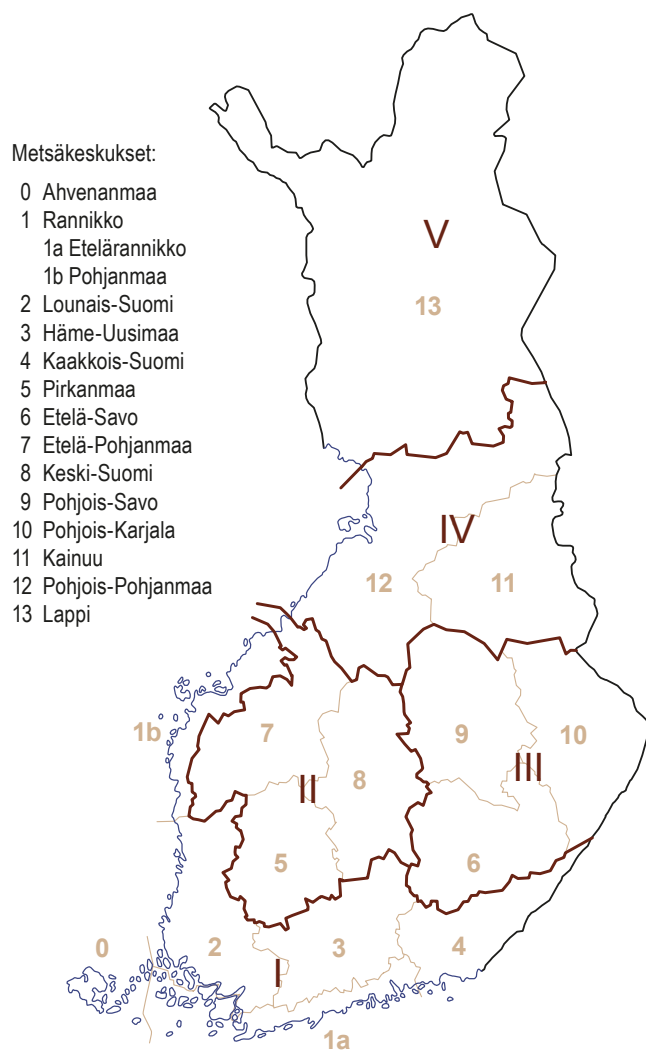 Metsäkeskukset:
0 Ahvenanmaa
1 Rannikko
1a Etelärannikko
1b Pohjanmaa
2 Lounais-Suomi
3 Häme-Uusimaa
4 Kaakkois-Suomi
5 Pirkanmaa
6 Etelä-Savo
7 Etelä-Pohjanmaa
8 Keski-Suomi
9 Pohjois-Savo
10 Pohjois-Karjala
11 Kainuu
12 Pohjois-Pohjanmaa
13 Lappi
V
13
IV
12
11
1b
7
9
10
II
8
III
5
6
0
2
3
4
I
1a